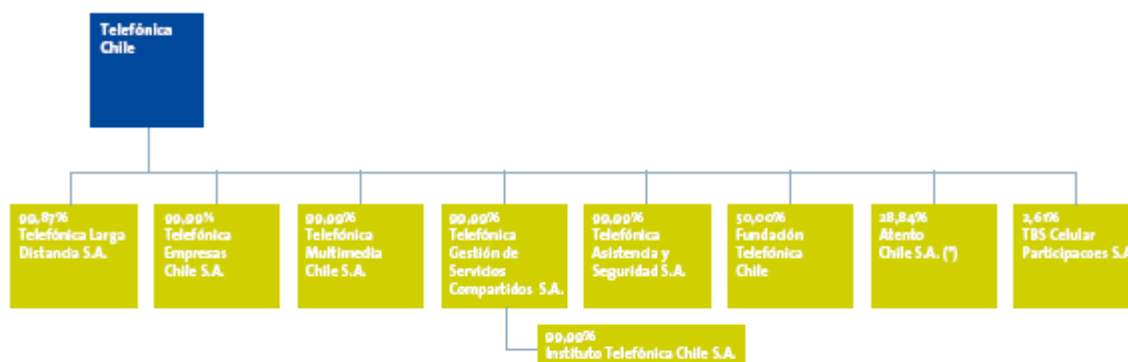 Telefónica
Chile
99,87%
Telefónica Larga
Distancia S.A.
99,99%
Telefónica
Empresas
Chile S.A.
99,99%
Telefónica
Multimedia
Chile S.A.
99,99%
Telefónica
Gestión de
Servicios
Compartidos S.A.
99,99%
Telefónica
Asistencia y
Seguridad S.A.
50,00%
Fundación
Telefónica
Chile
28,84%
Atento
Chile S.A. (*)
2,61%
TBS Celular
Participacoes S.A
99,99%
Instituto Telefónica Chile S.A.